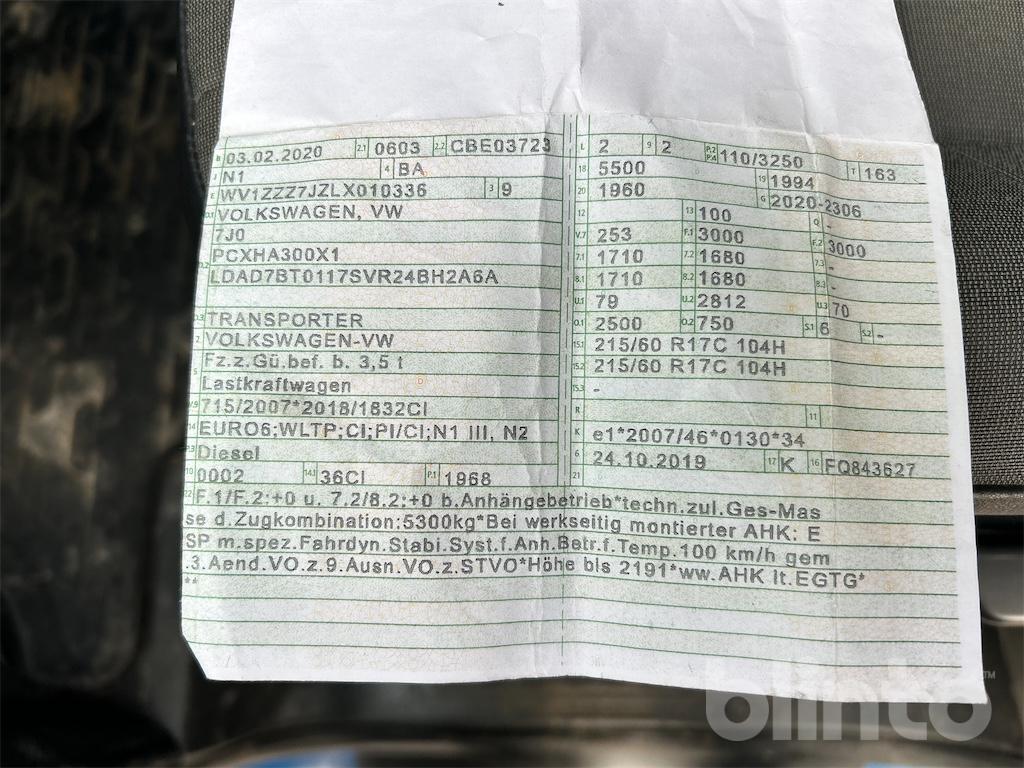 B 03.02.2020 2.1 0603 2.2 CBE03723
J N1 4 BA
E WV1ZZZ7JZLX010336 3 9
D.1 VOLKSWAGEN, VW
7J0
D.2 PCXHA300X1
LDAD7BT0117SVR24BH2A6A
D.3 TRANSPORTER
2 VOLKSWAGEN-VW
5 Fz.z.Gü.bef. b. 3,5 t
Lastkraftwagen
V.9 715/2007*2018/1832CI
14 EURO6;WLTP;CI;PI/CI;N1 III, N2
P.3 Diesel
10 0002 14.1 36CI P.1 1968
L 2 9 2 P.2 P.4 110/3250 T 163
18 5500 19 1994
20 1960 G 2020-2306
12 13 100 Q -
V.7 253 F.1 3000 F.2 3000
7.1 1710 7.2 1680 7.3 -
8.1 1710 8.2 1680 8.3 -
U.1 79 U.2 2812 U.3 70
O.1 2500 O.2 750 S.1 6 S.2 -
15.1 215/60 R17C 104H
15.2 215/60 R17C 104H
15.3 -
R 11
K e1*2007/46*0130*34
6 24.10.2019 17 K 16 FQ843627
21
22 F.1/F.2:+0 u. 7.2/8.2:+0 b.Anhängebetrieb*techn.zul.Ges-Mas
se d.Zugkombination:5300kg*Bei werkseitig montierter AHK: E
SP m.spez.Fahrdyn.Stabi.Syst.f.Anh.Betr.f.Temp.100 km/h gem
.3.Aend.VO.z.9.Ausn.VO.z.STVO*Höhe bis 2191*ww.AHK lt.EGTG*
**
blinto™